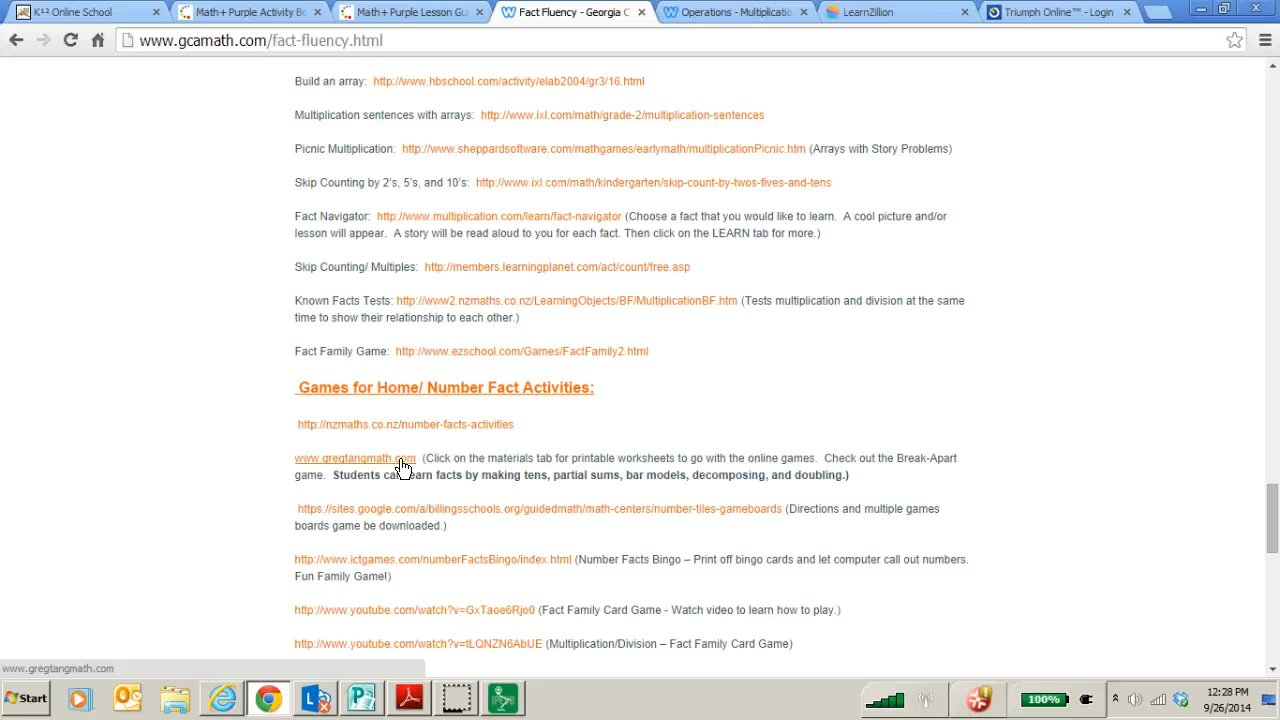 K¹² Online School
Math+ Purple Activity Bo
Math+ Purple Lesson Gui
Fact Fluency - Georgia C
Operations - Multiplicatio
LearnZillion
Triumph Online™ - Login
www.gcamath.com/fact-fluency.html
Build an array: http://www.hbschool.com/activity/elab2004/gr3/16.html
Multiplication sentences with arrays: http://www.ixl.com/math/grade-2/multiplication-sentences
Picnic Multiplication: http://www.sheppardsoftware.com/mathgames/earlymath/multiplicationPicnic.htm (Arrays with Story Problems)
Skip Counting by 2's, 5's, and 10's: http://www.ixl.com/math/kindergarten/skip-count-by-twos-fives-and-tens
Fact Navigator: http://www.multiplication.com/learn/fact-navigator (Choose a fact that you would like to learn. A cool picture and/or
lesson will appear. A story will be read aloud to you for each fact. Then click on the LEARN tab for more.)
Skip Counting/ Multiples: http://members.learningplanet.com/act/count/free.asp
Known Facts Tests: http://www2.nzmaths.co.nz/LearningObjects/BF/MultiplicationBF.htm (Tests multiplication and division at the same
time to show their relationship to each other.)
Fact Family Game: http://www.ezschool.com/Games/FactFamily2.html
Games for Home/ Number Fact Activities:
http://nzmaths.co.nz/number-facts-activities
www.gregtangmath.com (Click on the materials tab for printable worksheets to go with the online games. Check out the Break-Apart
game. Students can learn facts by making tens, partial sums, bar models, decomposing, and doubling.)
https://sites.google.com/a/billingsschools.org/guidedmath/math-centers/number-tiles-gameboards (Directions and multiple games
boards game be downloaded.)
http://www.ictgames.com/numberFactsBingo/index.html (Number Facts Bingo – Print off bingo cards and let computer call out numbers.
Fun Family Game!)
http://www.youtube.com/watch?v=GxTaoe6Rjo0 (Fact Family Card Game - Watch video to learn how to play.)
http://www.youtube.com/watch?v=tLQNZN6AbUE (Multiplication/Division – Fact Family Card Game)
www.gregtangmath.com
Start
100%
12:28 PM
9/26/2014